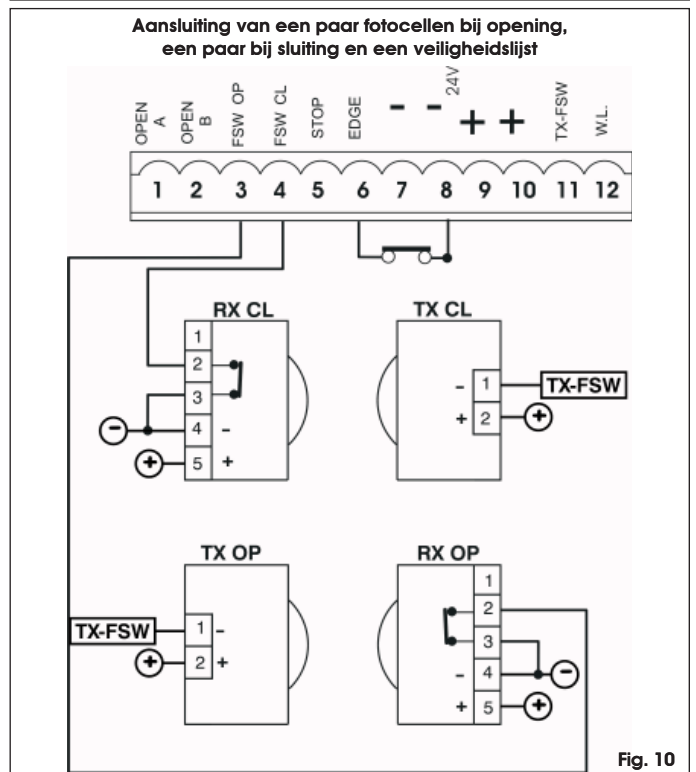 Aansluiting van een paar fotocellen bij opening,
een paar bij sluiting en een veiligheidslijst
OPEN A
OPEN B
FSW OP
FSW CL
STOP
EDGE
-
-
24V
+
+
TX-FSW
W.L.
1 2 3 4 5 6 7 8 9 10 11 12
RX CL
1
2
3
- 4 -
+ 5 +
TX CL
- 1 TX-FSW
+ 2 +
TX OP
TX-FSW 1 -
+ 2 +
RX OP
1
2
3
- 4 -
+ 5 +
Fig. 10